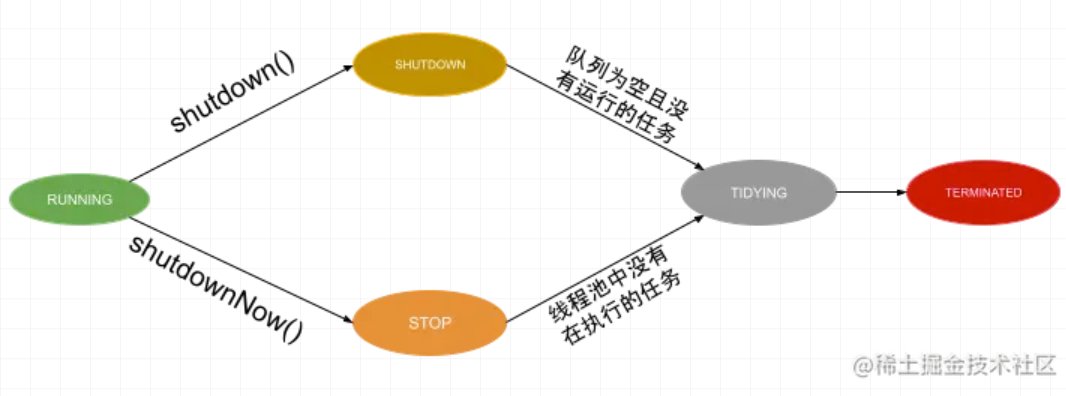 shutdown()
SHUTDOWN
队列为空且没
有运行的任务
RUNNING
TIDYING
TERMINATED
shutdownNow()
STOP
线程池中没有
在执行的任务
@稀土掘金技术社区